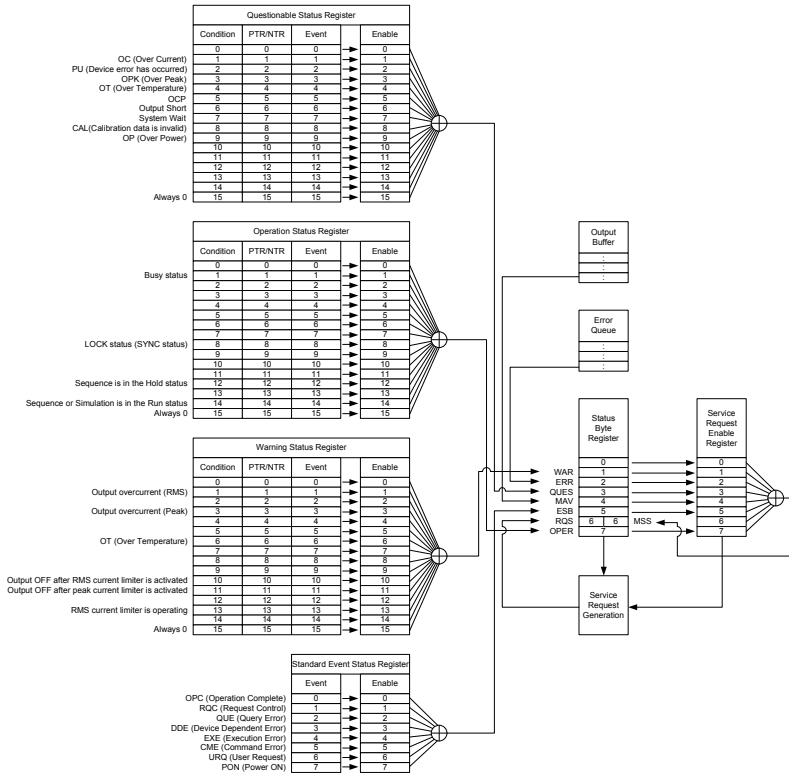 Questionable Status Register
Condition PTR/NTR Event Enable
0 0 0 0
OC (Over Current) 1 1 1 1
PU (Device error has occurred) 2 2 2 2
OPK (Over Peak) 3 3 3 3
OT (Over Temperature) 4 4 4 4
OCP 5 5 5 5
Output Short 6 6 6 6
System Wait 7 7 7 7
CAL(Calibration data is invalid) 8 8 8 8
OP (Over Power) 9 9 9 9
10 10 10 10
11 11 11 11
12 12 12 12
13 13 13 13
14 14 14 14
Always 0 15 15 15 15
Operation Status Register
Condition PTR/NTR Event Enable
0 0 0 0
Busy status 1 1 1 1
2 2 2 2
3 3 3 3
4 4 4 4
5 5 5 5
6 6 6 6
7 7 7 7
LOCK status (SYNC status) 8 8 8 8
9 9 9 9
10 10 10 10
11 11 11 11
Sequence is in the Hold status 12 12 12 12
13 13 13 13
Sequence or Simulation is in the Run status 14 14 14 14
Always 0 15 15 15 15
Output
Buffer
:
:
:
Error
Queue
:
:
:
Warning Status Register
Condition PTR/NTR Event Enable
0 0 0 0
Output overcurrent (RMS) 1 1 1 1
2 2 2 2
Output overcurrent (Peak) 3 3 3 3
4 4 4 4
5 5 5 5
OT (Over Temperature) 6 6 6 6
7 7 7 7
8 8 8 8
9 9 9 9
Output OFF after RMS current limiter is activated 10 10 10 10
Output OFF after peak current limiter is activated 11 11 11 11
12 12 12 12
RMS current limiter is operating 13 13 13 13
14 14 14 14
Always 0 15 15 15 15
Status
Byte
Register
Service
Request
Enable
Register
0 0
WAR 1 1
ERR 2 2
QUES 3 3
MAV 4 4
ESB 5 5
RQS 6 6 MSS 6
OPER 7 7
Service
Request
Generation
Standard Event Status Register
Event Enable
OPC (Operation Complete) 0 0
RQC (Request Control) 1 1
QUE (Query Error) 2 2
DDE (Device Dependent Error) 3 3
EXE (Execution Error) 4 4
CME (Command Error) 5 5
URQ (User Request) 6 6
PON (Power ON) 7 7